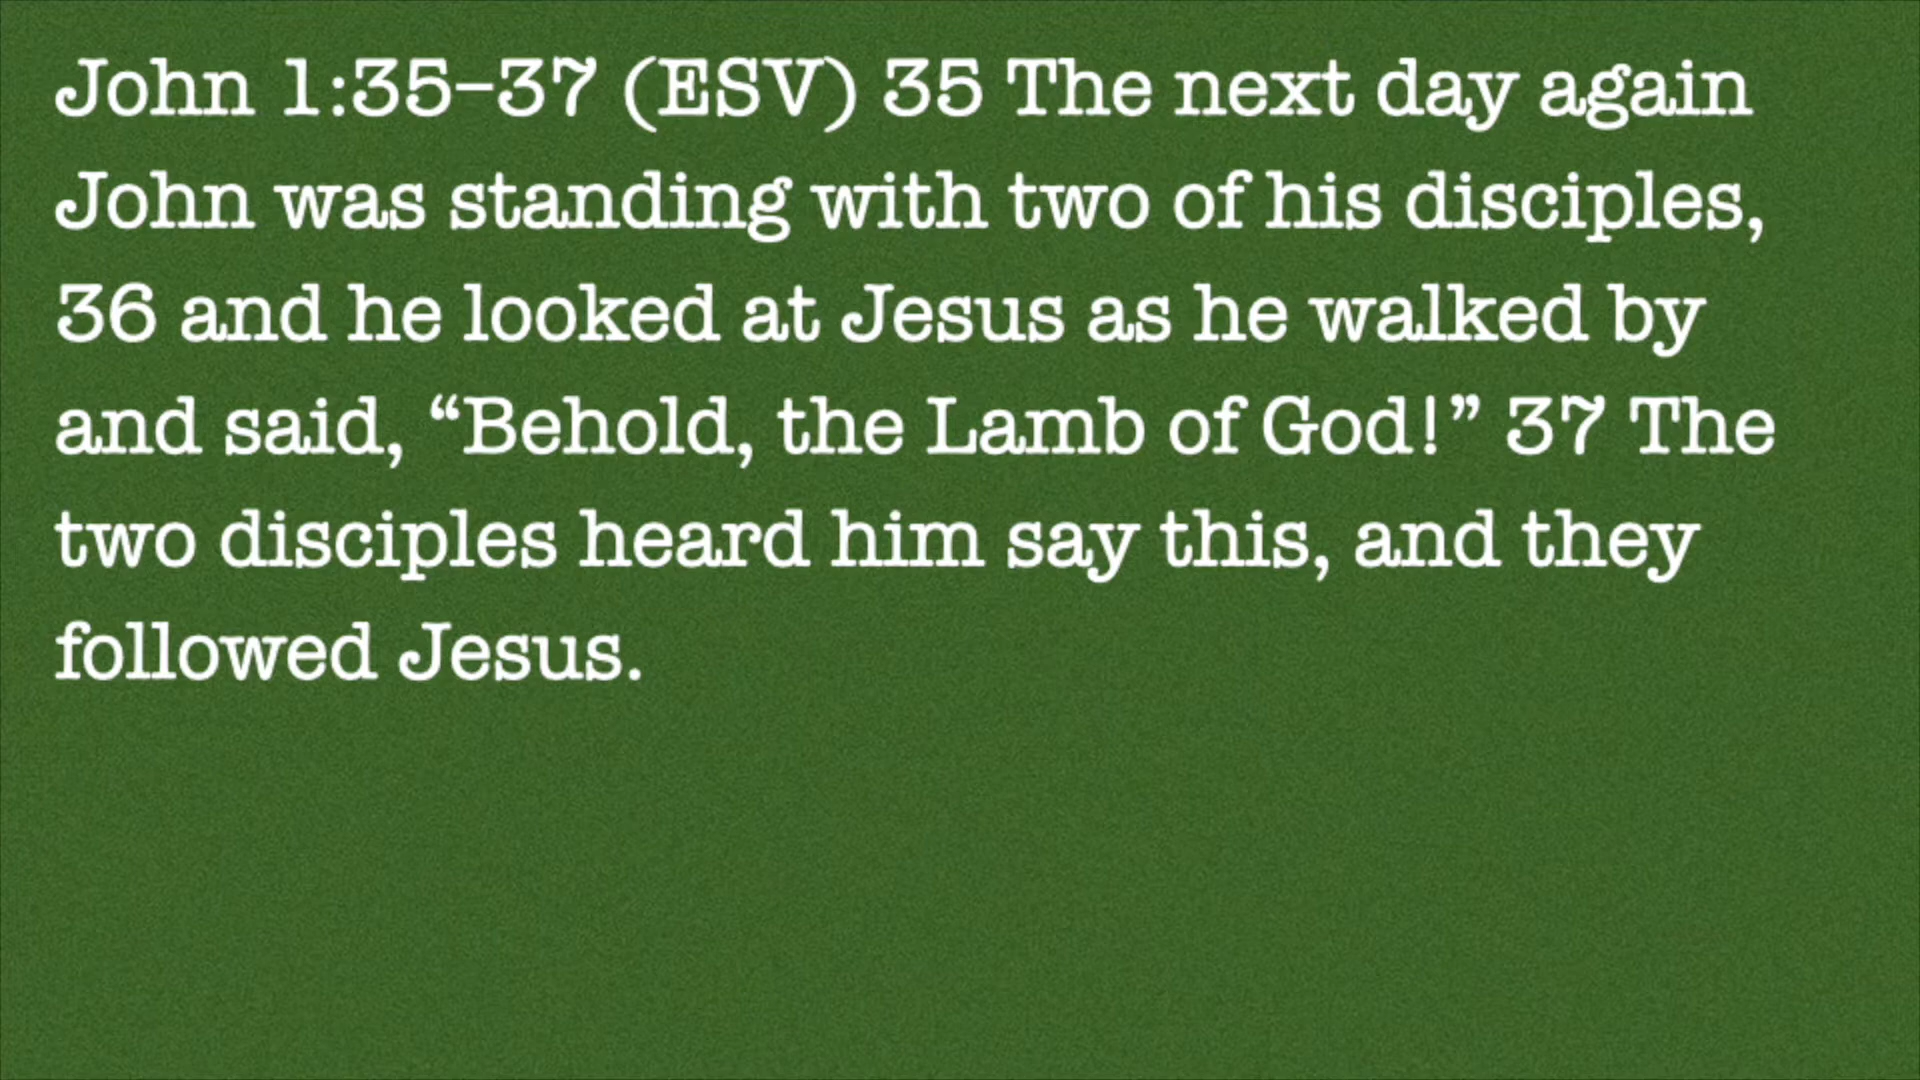 John 1:35–37 (ESV) 35 The next day again
John was standing with two of his disciples,
36 and he looked at Jesus as he walked by
and said, “Behold, the Lamb of God!” 37 The
two disciples heard him say this, and they
followed Jesus.